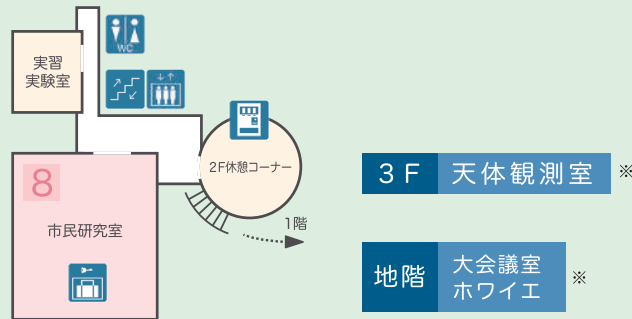 WC
実習
実験室
2F休憩コーナー
8
市民研究室
1階
３Ｆ 天体観測室 ※
地階 大会議室
ホワイエ ※